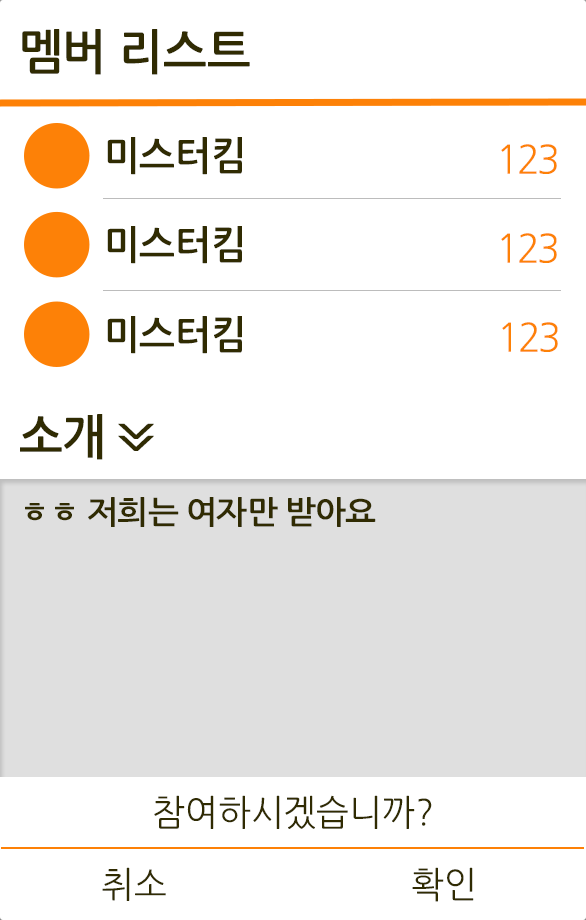 멤버 리스트
미스터킴 123
미스터킴 123
미스터킴 123
소개
ㅎㅎ 저희는 여자만 받아요
참여하시겠습니까?
취소 확인